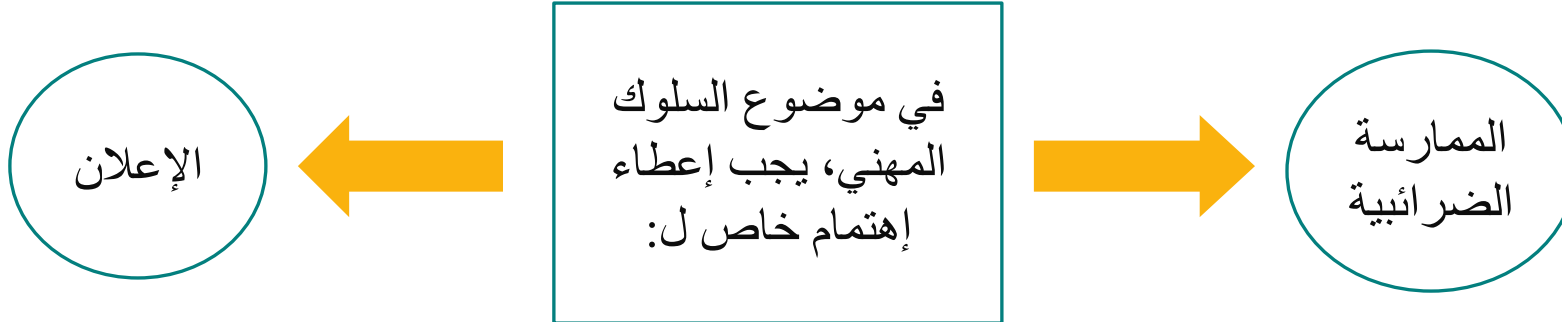 في موضوع السلوك
المهني، يجب إعطاء
إهتمام خاص ل:
الممارسة
الضرائبية
الإعلان